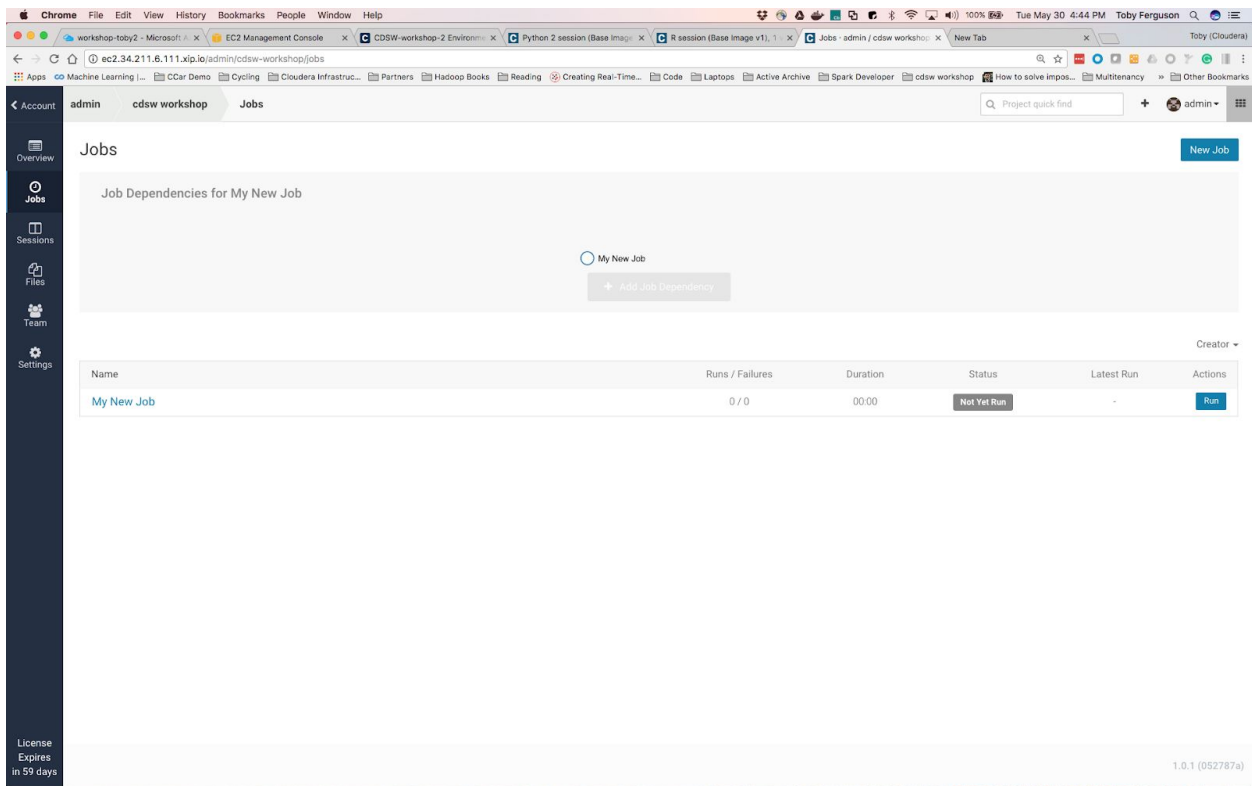 Chrome File Edit View History Bookmarks People Window Help 100% Tue May 30 4:44 PM Toby Ferguson
workshop-toby2 - Microsoft A EC2 Management Console CDSW-workshop-2 Environme Python 2 session (Base Image R session (Base Image v1), 1 Jobs · admin / cdsw workshop New Tab Toby (Cloudera)
ec2.34.211.6.111.xip.io/admin/cdsw-workshop/jobs
Apps Machine Learning |... CCar Demo Cycling Cloudera Infrastruc... Partners Hadoop Books Reading Creating Real-Time... Code Laptops Active Archive Spark Developer cdsw workshop How to solve impos... Multitenancy » Other Bookmarks
Account admin cdsw workshop Jobs Project quick find + admin
Overview
Jobs
Sessions
Files
Team
Settings
Jobs New Job
Job Dependencies for My New Job
My New Job
+ Add Job Dependency
Creator
Name Runs / Failures Duration Status Latest Run Actions
My New Job 0 / 0 00:00 Not Yet Run - Run
License
Expires
in 59 days
1.0.1 (052787a)